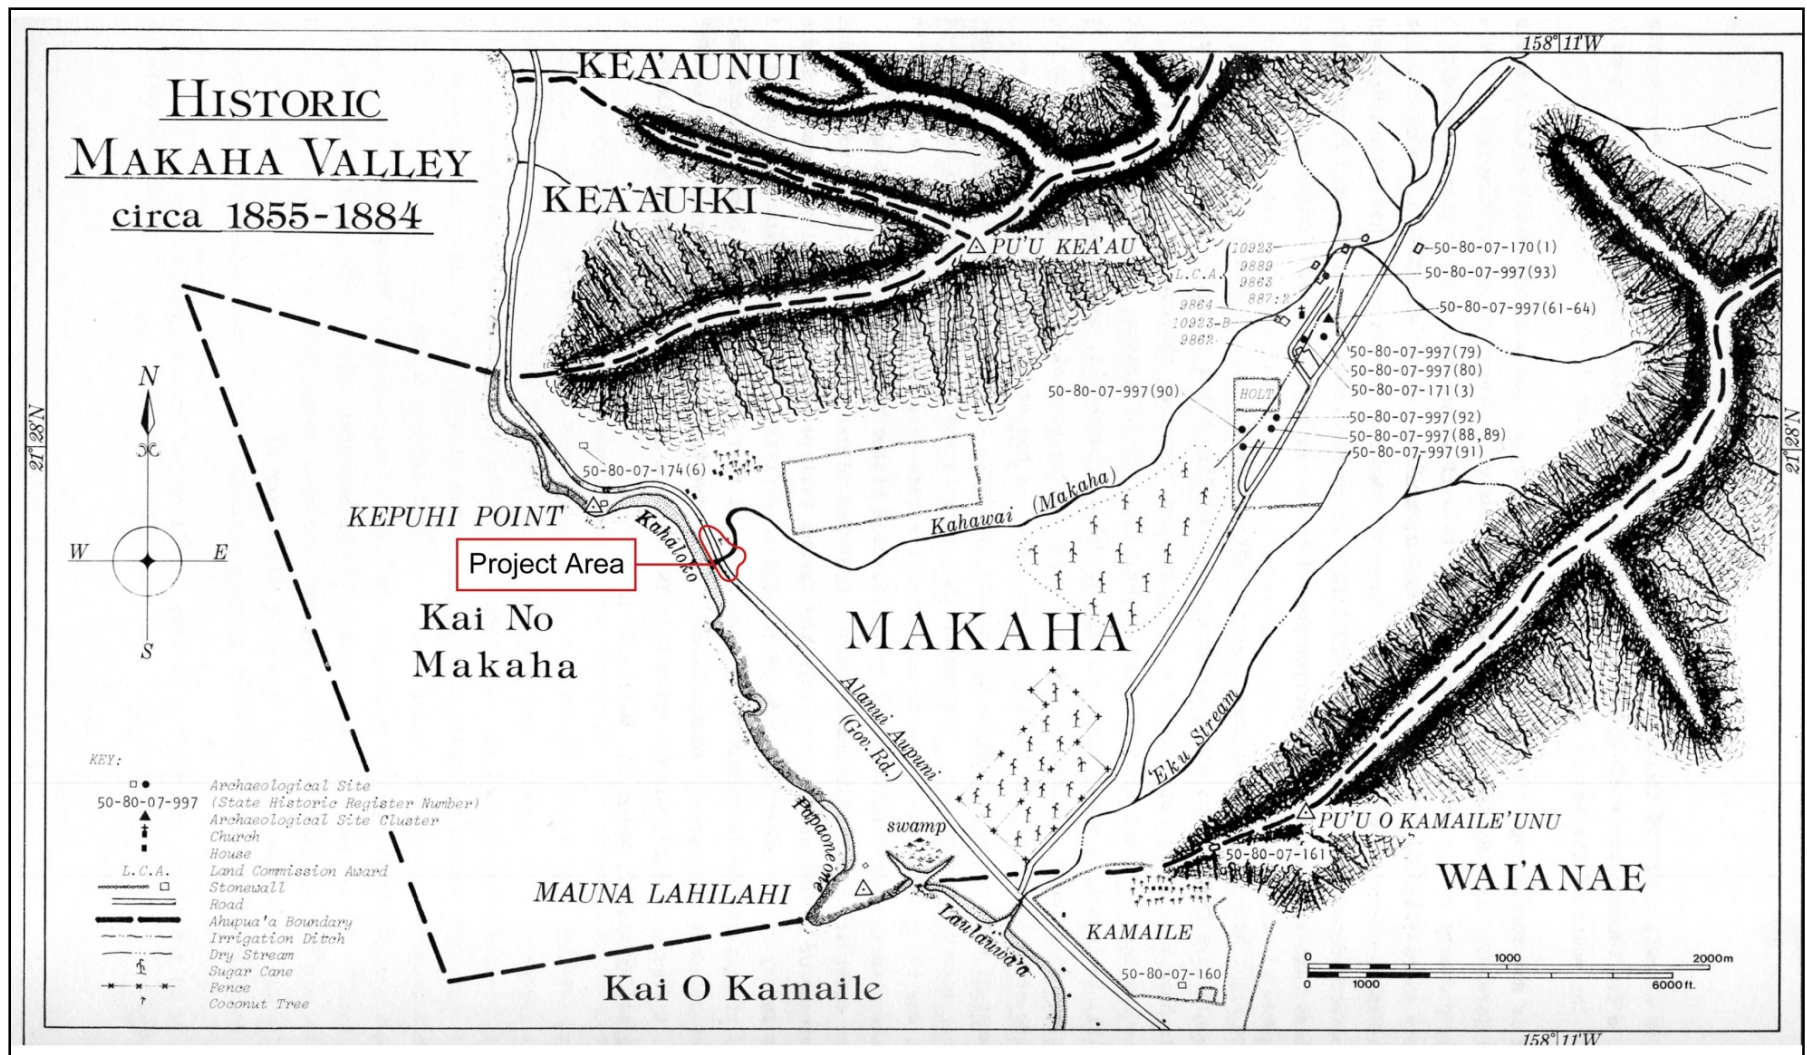 HISTORIC
MAKAHA VALLEY
circa 1855-1884
158°11'W
KEA'AUNUI
KEA'AUIKI
PU'U KEA'AU
L.C.A.
10923
9889
9863
887:2
9864
10923-B
9862
50-80-07-170(1)
50-80-07-997(93)
50-80-07-997(61-64)
50-80-07-997(79)
50-80-07-997(80)
50-80-07-171(3)
50-80-07-997(90)
HOLT
50-80-07-997(92)
50-80-07-997(88,89)
50-80-07-997(91)
21°28'N
21°28'N
N
W
E
S
50-80-07-174(6)
KEPUHI POINT
Kahaloko
Project Area
Kahawai (Makaha)
Kai No
Makaha
MAKAHA
Alanui Aupuni
(Gov. Rd.)
'Eku Stream
Papaoneone
swamp
MAUNA LAHILAHI
Laulauwa'a
PU'U O KAMAILE'UNU
50-80-07-161
WAI'ANAE
KAMAILE
50-80-07-160
Kai O Kamaile
KEY:
Archaeological Site
50-80-07-997 (State Historic Register Number)
Archaeological Site Cluster
Church
House
L.C.A. Land Commission Award
Stonewall
Road
Ahupua'a Boundary
Irrigation Ditch
Dry Stream
Sugar Cane
Fence
Coconut Tree
0 1000 2000m
0 1000 6000 ft.
158°11'W